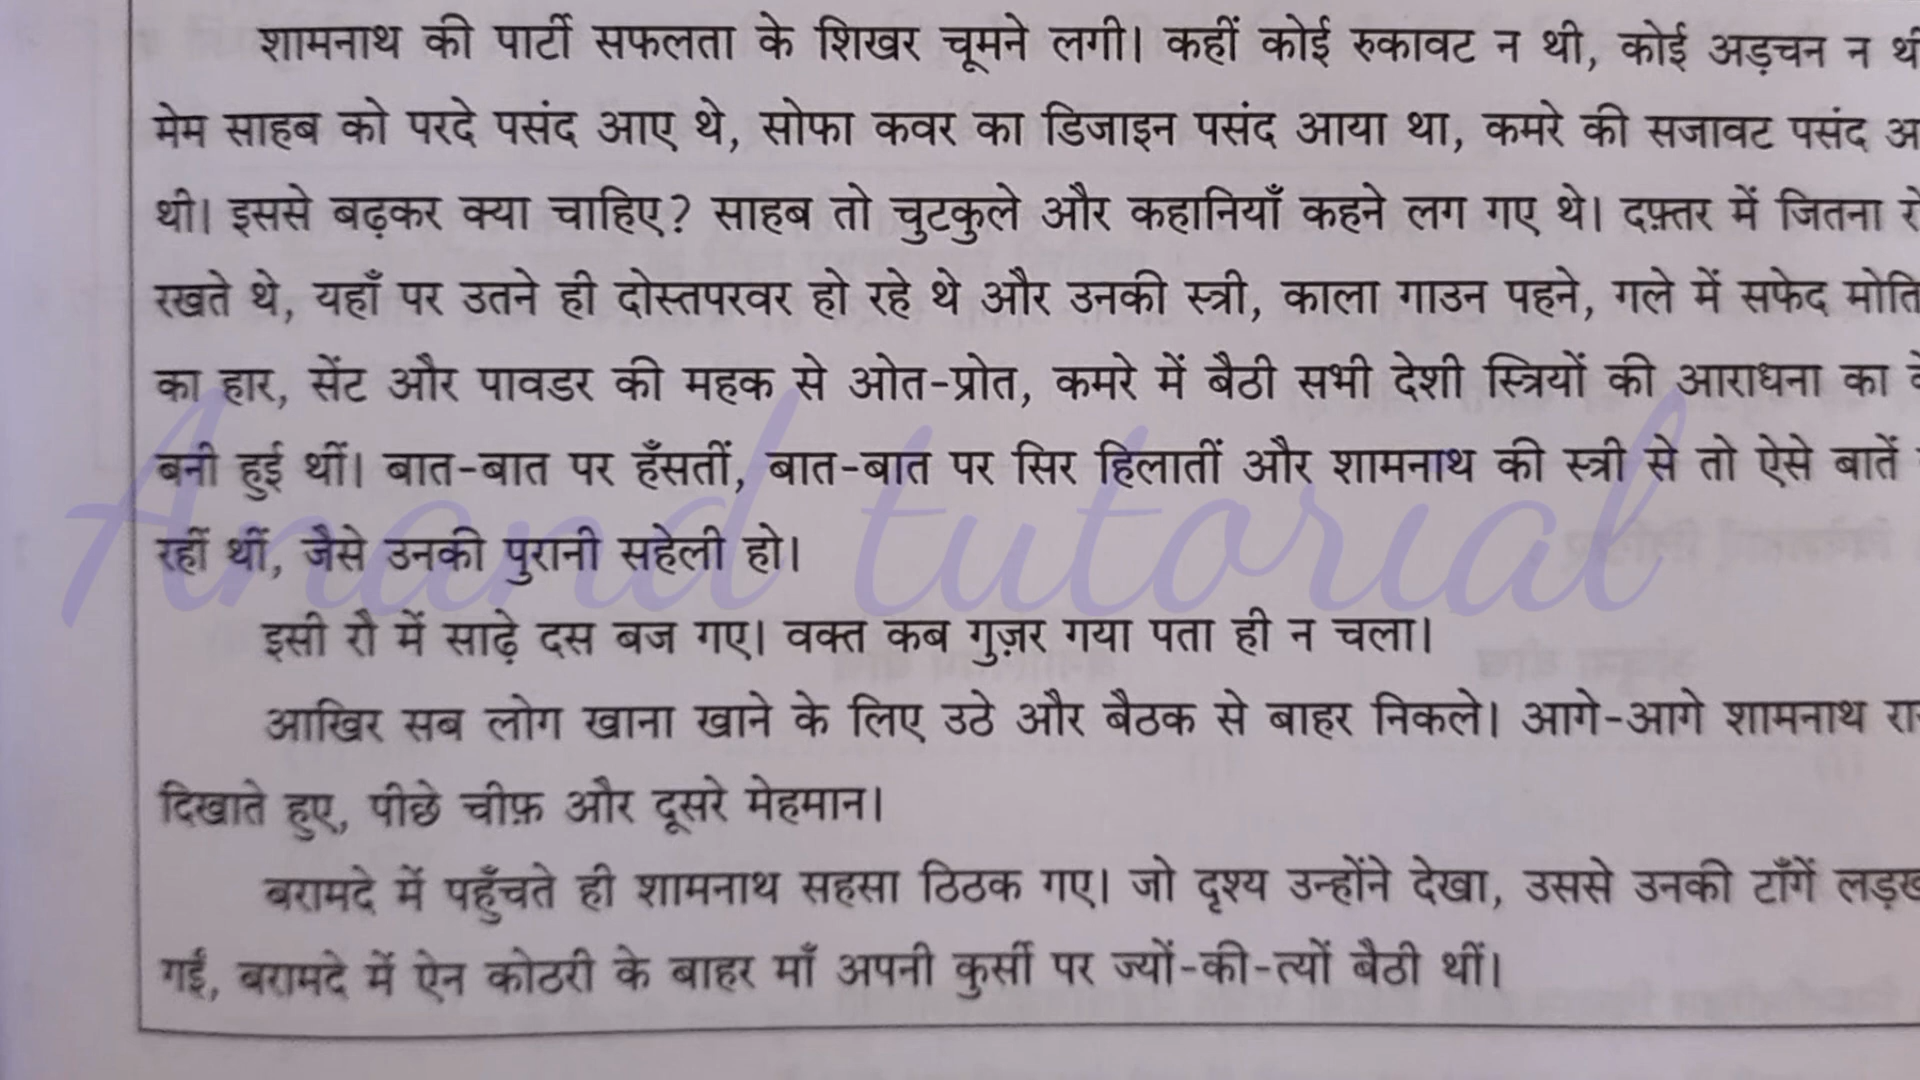 शामनाथ की पार्टी सफलता के शिखर चूमने लगी। कहीं कोई रुकावट न थी, कोई अड़चन न थी
मेम साहब को परदे पसंद आए थे, सोफा कवर का डिजाइन पसंद आया था, कमरे की सजावट पसंद
थी। इससे बढ़कर क्या चाहिए? साहब तो चुटकुले और कहानियाँ कहने लग गए थे। दफ़्तर में जितना
रखते थे, यहाँ पर उतने ही दोस्तपरवर हो रहे थे और उनकी स्त्री, काला गाउन पहने, गले में सफेद
का हार, सेंट और पावडर की महक से ओत-प्रोत, कमरे में बैठी सभी देशी स्त्रियों की आराधना का
बनी हुई थीं। बात-बात पर हँसतीं, बात-बात पर सिर हिलातीं और शामनाथ की स्त्री से तो ऐसे बातें
रहीं थीं, जैसे उनकी पुरानी सहेली हो।
Anand tutorial
इसी रौ में साढ़े दस बज गए। वक्त कब गुज़र गया पता ही न चला।
आखिर सब लोग खाना खाने के लिए उठे और बैठक से बाहर निकले। आगे-आगे शामनाथ
दिखाते हुए, पीछे चीफ़ और दूसरे मेहमान।
बरामदे में पहुँचते ही शामनाथ सहसा ठिठक गए। जो दृश्य उन्होंने देखा, उससे उनकी टाँगें
गईं, बरामदे में ऐन कोठरी के बाहर माँ अपनी कुर्सी पर ज्यों-की-त्यों बैठी थीं।